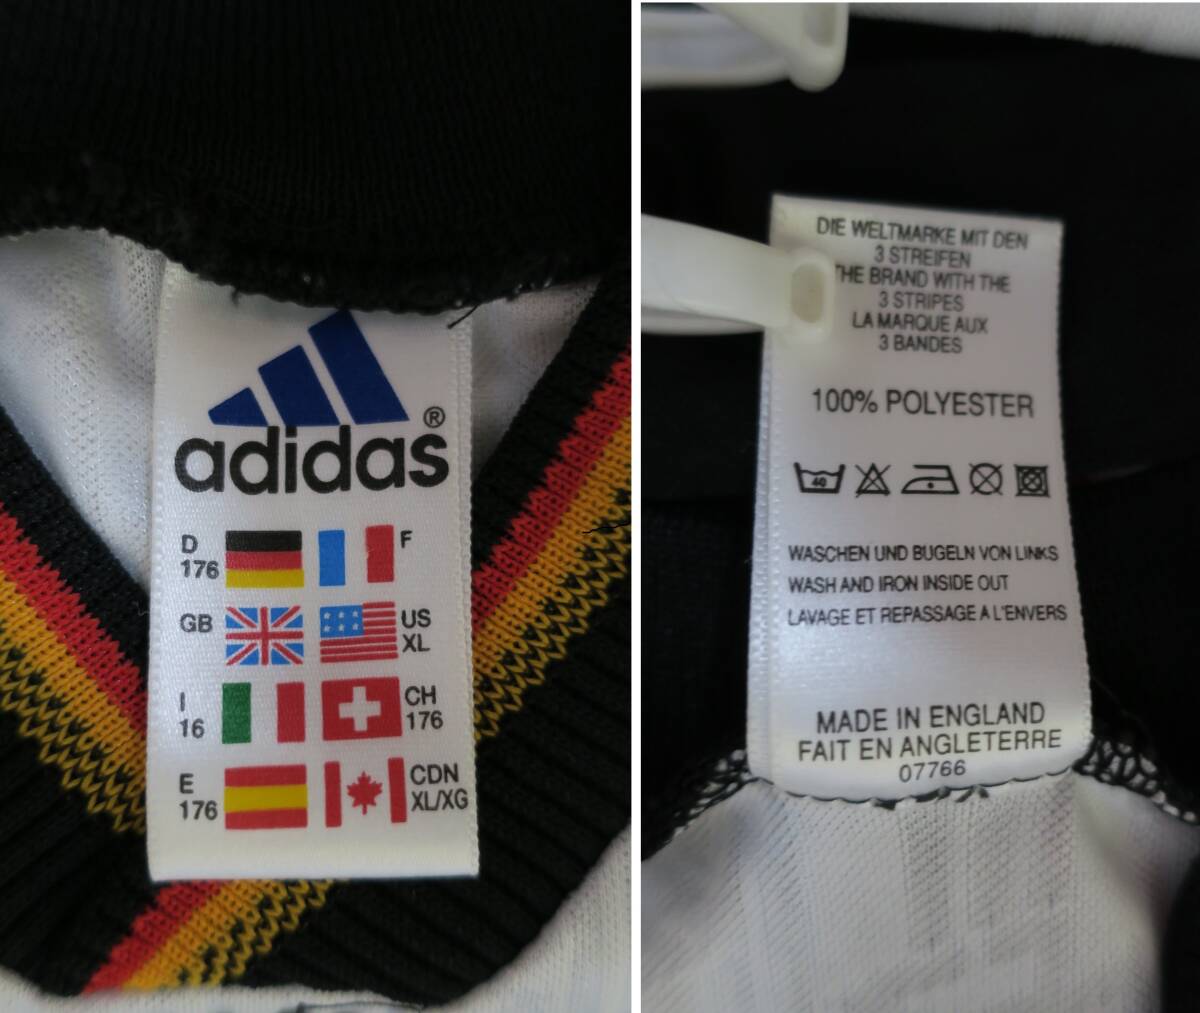 adidas®
D
176
F
GB
US
XL
I
16
CH
176
E
176
CDN
XL/XG
DIE WELTMARKE MIT DEN
3 STREIFEN
THE BRAND WITH THE
3 STRIPES
LA MARQUE AUX
3 BANDES
100% POLYESTER
40
WASCHEN UND BÜGELN VON LINKS
WASH AND IRON INSIDE OUT
LAVAGE ET REPASSAGE A L'ENVERS
MADE IN ENGLAND
FAIT EN ANGLETERRE
07766